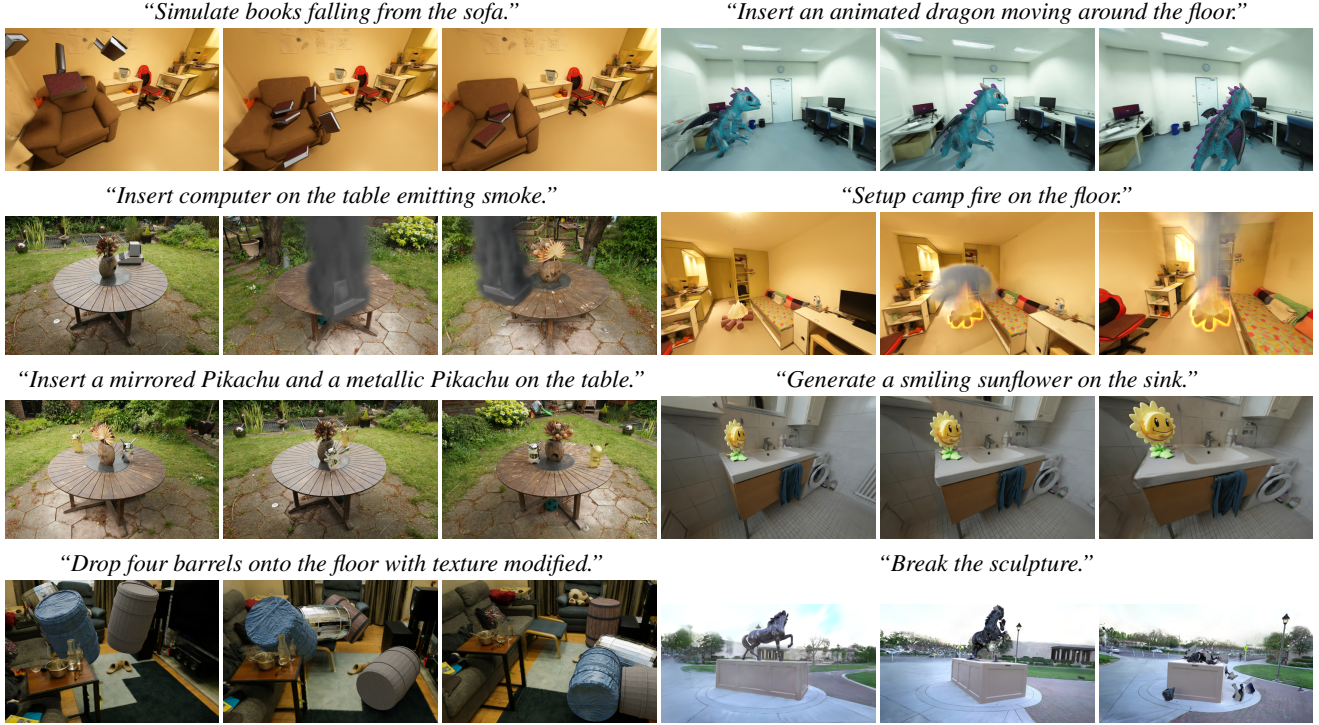 “Simulate books falling from the sofa.”
“Insert an animated dragon moving around the floor.”
“Insert computer on the table emitting smoke.”
“Setup camp fire on the floor.”
“Insert a mirrored Pikachu and a metallic Pikachu on the table.”
“Generate a smiling sunflower on the sink.”
“Drop four barrels onto the floor with texture modified.”
“Break the sculpture.”